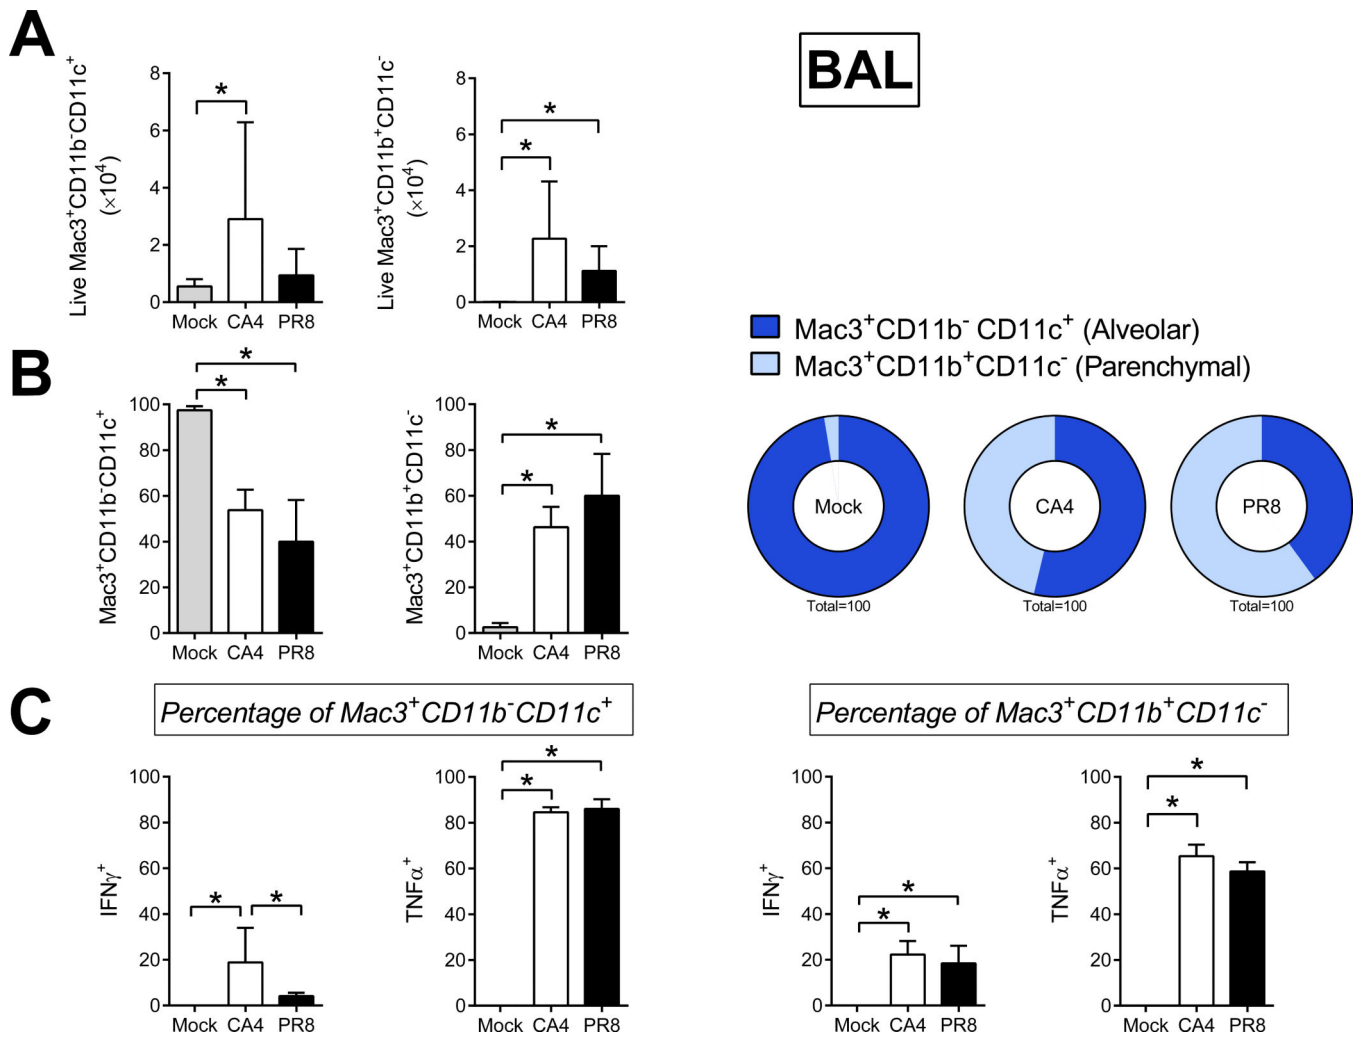 A
BAL
Live Mac3⁺CD11b⁻CD11c⁺
(×10⁴)
8
6
4
2
0
*
Mock CA4 PR8
Live Mac3⁺CD11b⁺CD11c⁻
(×10⁴)
8
6
4
2
0
*
*
Mock CA4 PR8
Mac3⁺CD11b⁻ CD11c⁺ (Alveolar)
Mac3⁺CD11b⁺CD11c⁻ (Parenchymal)
B
Mac3⁺CD11b⁻CD11c⁺
100
80
60
40
20
0
*
*
Mock CA4 PR8
Mac3⁺CD11b⁺CD11c⁻
100
80
60
40
20
0
*
*
Mock CA4 PR8
Mock
Total=100
CA4
Total=100
PR8
Total=100
C
Percentage of Mac3⁺CD11b⁻CD11c⁺
IFNγ⁺
100
80
60
40
20
0
* *
Mock CA4 PR8
TNFα⁺
100
80
60
40
20
0
*
*
Mock CA4 PR8
Percentage of Mac3⁺CD11b⁺CD11c⁻
IFNγ⁺
100
80
60
40
20
0
*
*
Mock CA4 PR8
TNFα⁺
100
80
60
40
20
0
*
*
Mock CA4 PR8